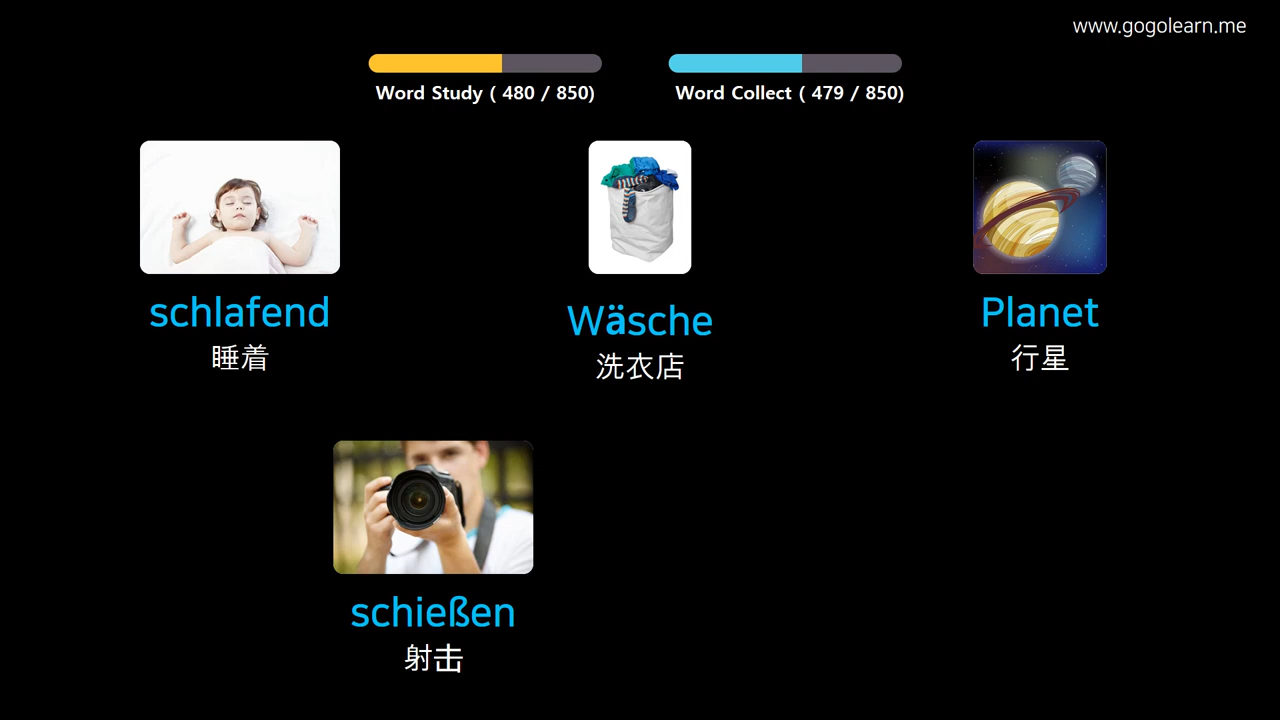 www.gogolearn.me
Word Study ( 480 / 850)
Word Collect ( 479 / 850)
schlafend
睡着
Wäsche
洗衣店
Planet
行星
schießen
射击